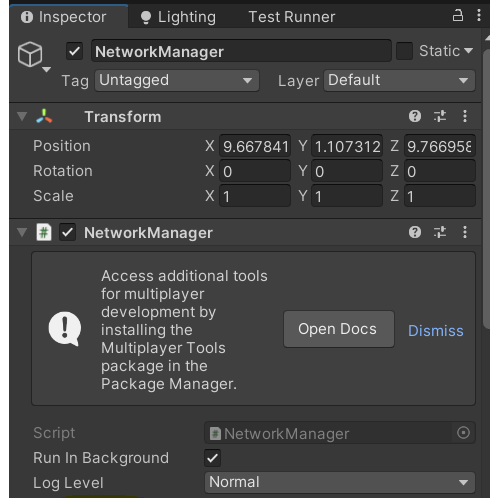 Inspector Lighting Test Runner
NetworkManager Static
Tag Untagged Layer Default
Transform
Position X 9.667841 Y 1.107312 Z 9.766958
Rotation X 0 Y 0 Z 0
Scale X 1 Y 1 Z 1
# NetworkManager
Access additional tools
for multiplayer
development by
installing the
Multiplayer Tools
package in the
Package Manager.
Open Docs Dismiss
Script # NetworkManager
Run In Background
Log Level Normal